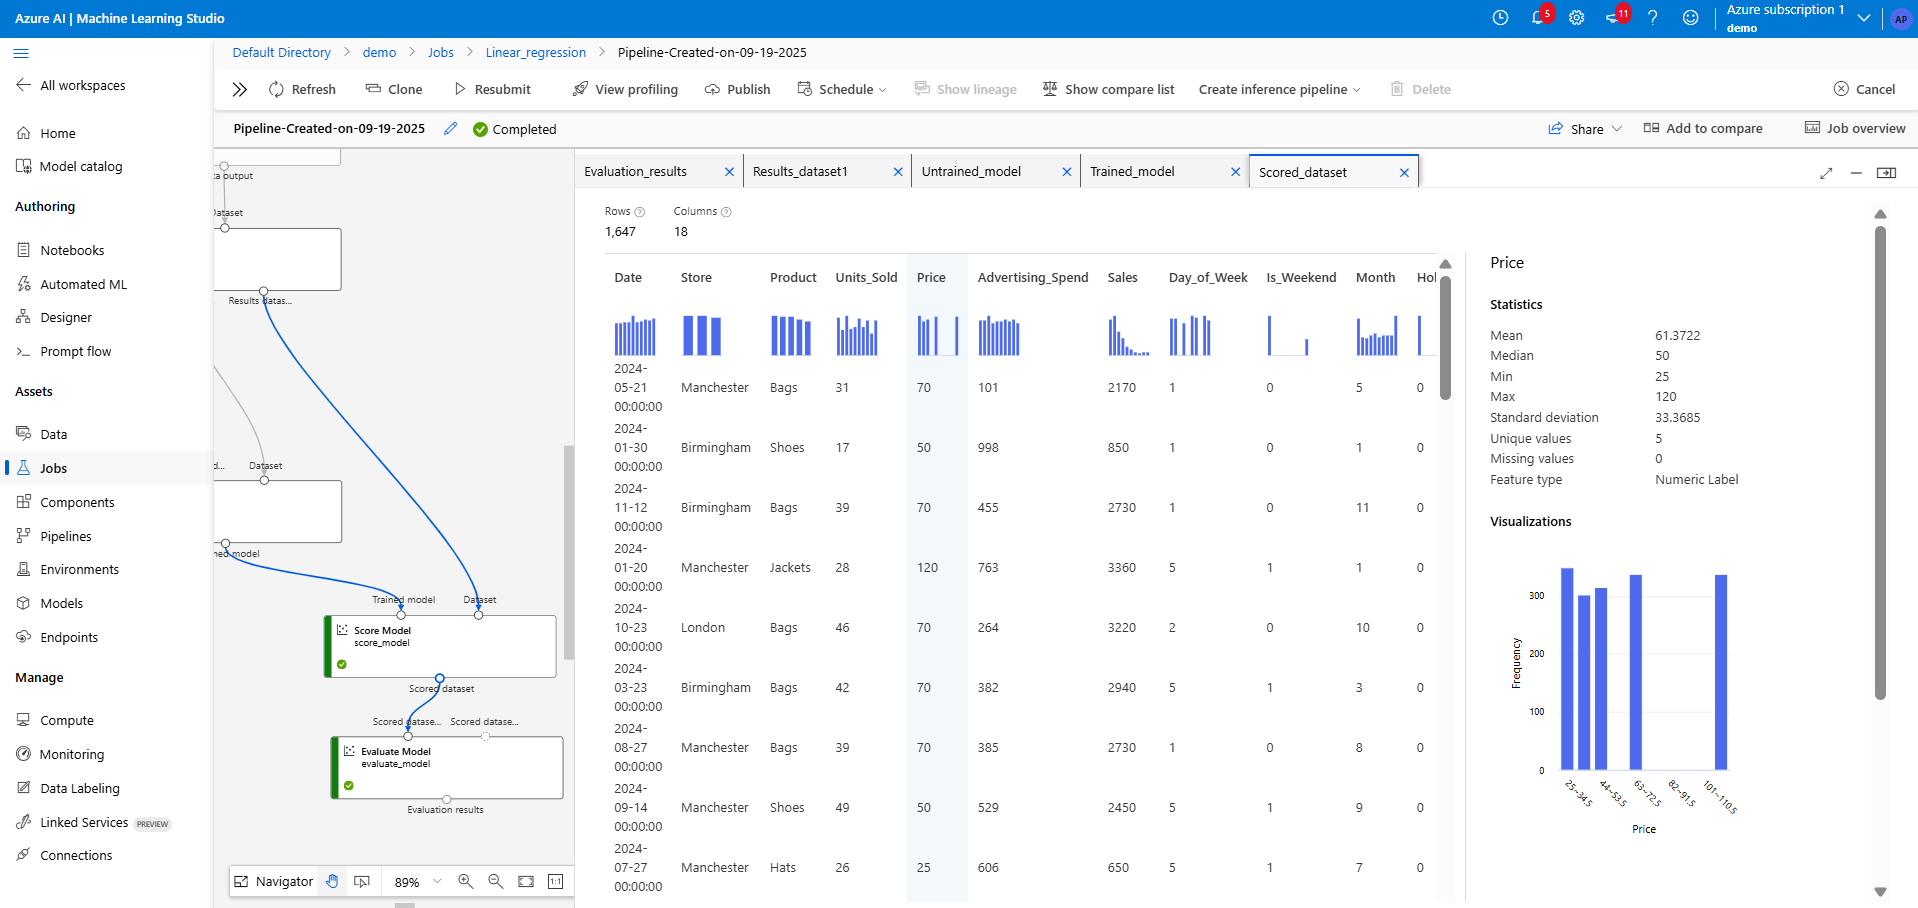 Azure AI | Machine Learning Studio
5
11
Azure subscription 1
demo
AP
All workspaces
Home
Model catalog
Authoring
Notebooks
Automated ML
Designer
Prompt flow
Assets
Data
Jobs
Components
Pipelines
Environments
Models
Endpoints
Manage
Compute
Monitoring
Data Labeling
Linked Services PREVIEW
Connections
Default Directory > demo > Jobs > Linear_regression > Pipeline-Created-on-09-19-2025
Refresh Clone Resubmit View profiling Publish Schedule Show lineage Show compare list Create inference pipeline Delete Cancel
Pipeline-Created-on-09-19-2025 Completed Share Add to compare Job overview
ta output
Dataset
Results datas...
d... Dataset
ned model
Trained model Dataset
Score Model
score_model
Scored dataset
Scored datase... Scored datase...
Evaluate Model
evaluate_model
Evaluation results
Navigator 89% 1:1
Evaluation_results Results_dataset1 Untrained_model Trained_model Scored_dataset
Rows Columns
1,647 18
Date Store Product Units_Sold Price Advertising_Spend Sales Day_of_Week Is_Weekend Month Hol
2024-
05-21 Manchester Bags 31 70 101 2170 1 0 5 0
00:00:00
2024-
01-30 Birmingham Shoes 17 50 998 850 1 0 1 0
00:00:00
2024-
11-12 Birmingham Bags 39 70 455 2730 1 0 11 0
00:00:00
2024-
01-20 Manchester Jackets 28 120 763 3360 5 1 1 0
00:00:00
2024-
10-23 London Bags 46 70 264 3220 2 0 10 0
00:00:00
2024-
03-23 Birmingham Bags 42 70 382 2940 5 1 3 0
00:00:00
2024-
08-27 Manchester Bags 39 70 385 2730 1 0 8 0
00:00:00
2024-
09-14 Manchester Shoes 49 50 529 2450 5 1 9 0
00:00:00
2024-
07-27 Manchester Hats 26 25 606 650 5 1 7 0
00:00:00
Price
Statistics
Mean 61.3722
Median 50
Min 25
Max 120
Standard deviation 33.3685
Unique values 5
Missing values 0
Feature type Numeric Label
Visualizations
300
200
100
0
Frequency
25~34.5 44~53.5 63~72.5 82~91.5 101~110.5
Price